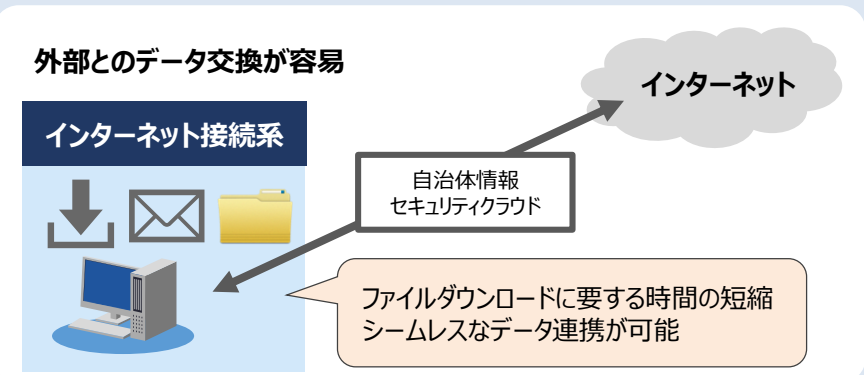 外部とのデータ交換が容易
インターネット
インターネット接続系
自治体情報
セキュリティクラウド
ファイルダウンロードに要する時間の短縮
シームレスなデータ連携が可能